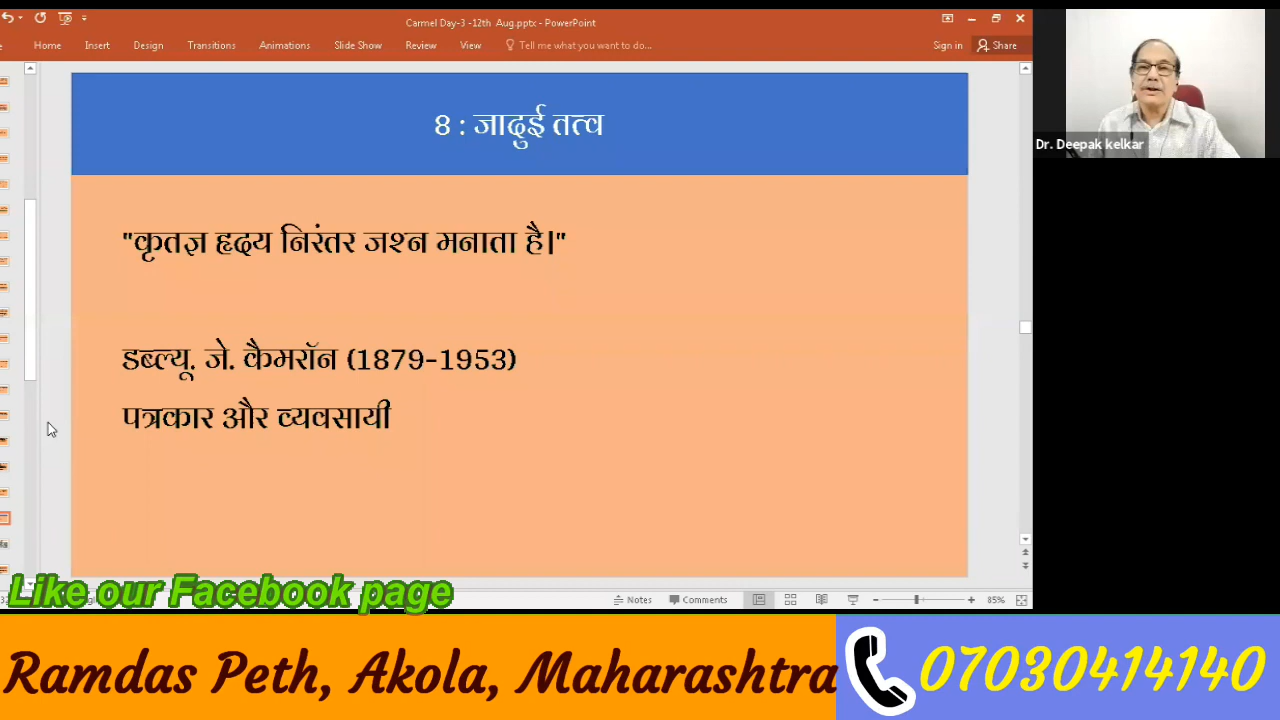 Carmel Day-3 -12th Aug.pptx - PowerPoint
Home Insert Design Transitions Animations Slide Show Review View Tell me what you want to do... Sign in Share
8 : जादुई तत्व
"कृतज्ञ हृदय निरंतर जश्न मनाता है।"
डब्ल्यू. जे. कैमरॉन (1879-1953)
पत्रकार और व्यवसायी
Dr. Deepak kelkar
Notes Comments 85%
Like our Facebook page
Ramdas Peth, Akola, Maharashtra
07030414140